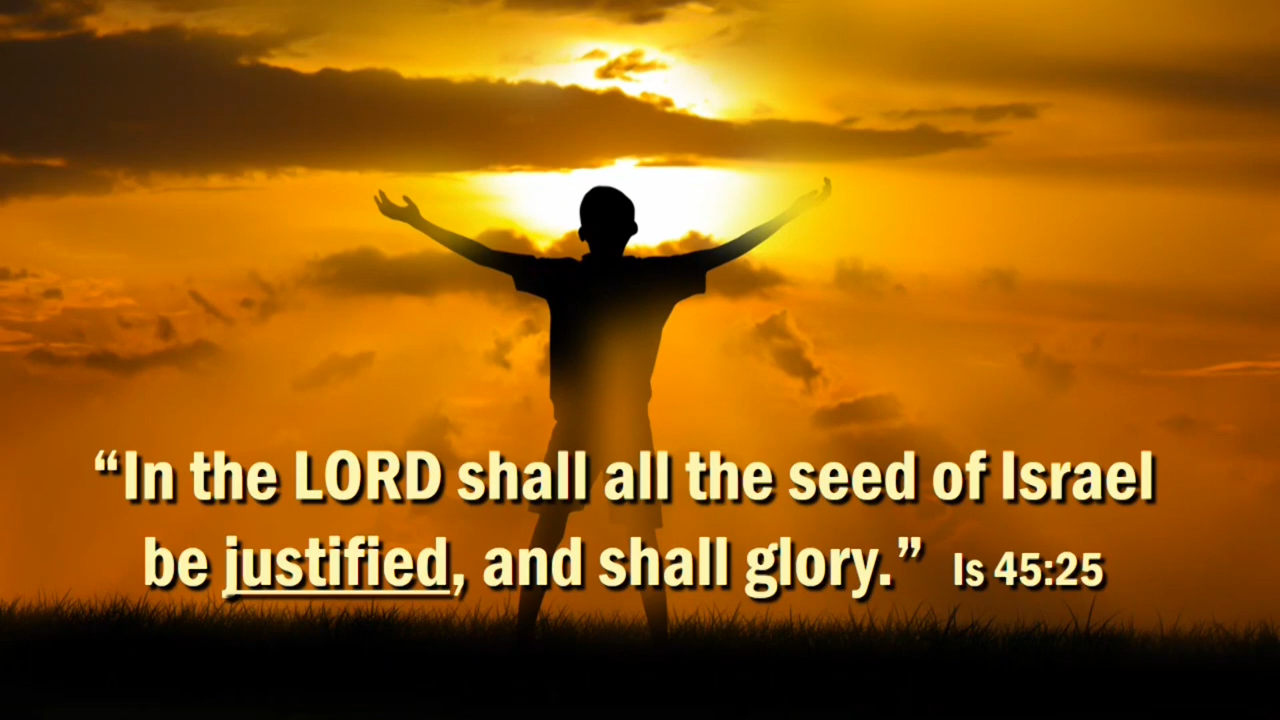 “In the LORD shall all the seed of Israel
be justified, and shall glory.” Is 45:25